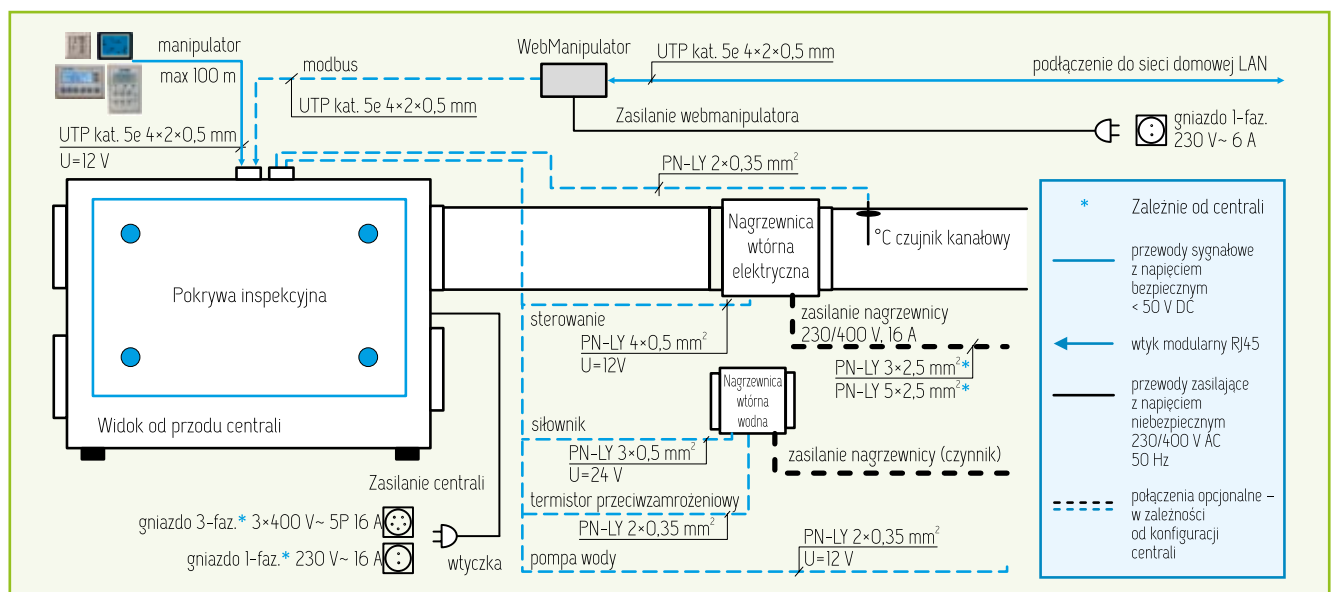 manipulator
max 100 m
UTP kat. 5e 4×2×0,5 mm
U=12 V
modbus
UTP kat. 5e 4×2×0,5 mm
WebManipulator
UTP kat. 5e 4×2×0,5 mm
podłączenie do sieci domowej LAN
Zasilanie webmanipulatora
gniazdo 1-faz.
230 V~ 6 A
PN-LY 2×0,35 mm²
Nagrzewnica
wtórna
elektryczna
°C czujnik kanałowy
Pokrywa inspekcyjna
Widok od przodu centrali
sterowanie
PN-LY 4×0,5 mm²
U=12V
zasilanie nagrzewnicy
230/400 V, 16 A
PN-LY 3×2,5 mm²*
PN-LY 5×2,5 mm²*
Nagrzewnica
wtórna
wodna
siłownik
PN-LY 3×0,5 mm²
U=24 V
zasilanie nagrzewnicy (czynnik)
termistor przeciwzamrożeniowy
PN-LY 2×0,35 mm²
pompa wody
PN-LY 2×0,35 mm²
U=12 V
Zasilanie centrali
gniazdo 3-faz.* 3×400 V~ 5P 16 A
gniazdo 1-faz.* 230 V~ 16 A
wtyczka
* Zależnie od centrali
przewody sygnałowe
z napięciem
bezpiecznym
< 50 V DC
wtyk modularny RJ45
przewody zasilające
z napięciem
niebezpiecznym
230/400 V AC
50 Hz
połączenia opcjonalne –
w zależności
od konfiguracji
centrali